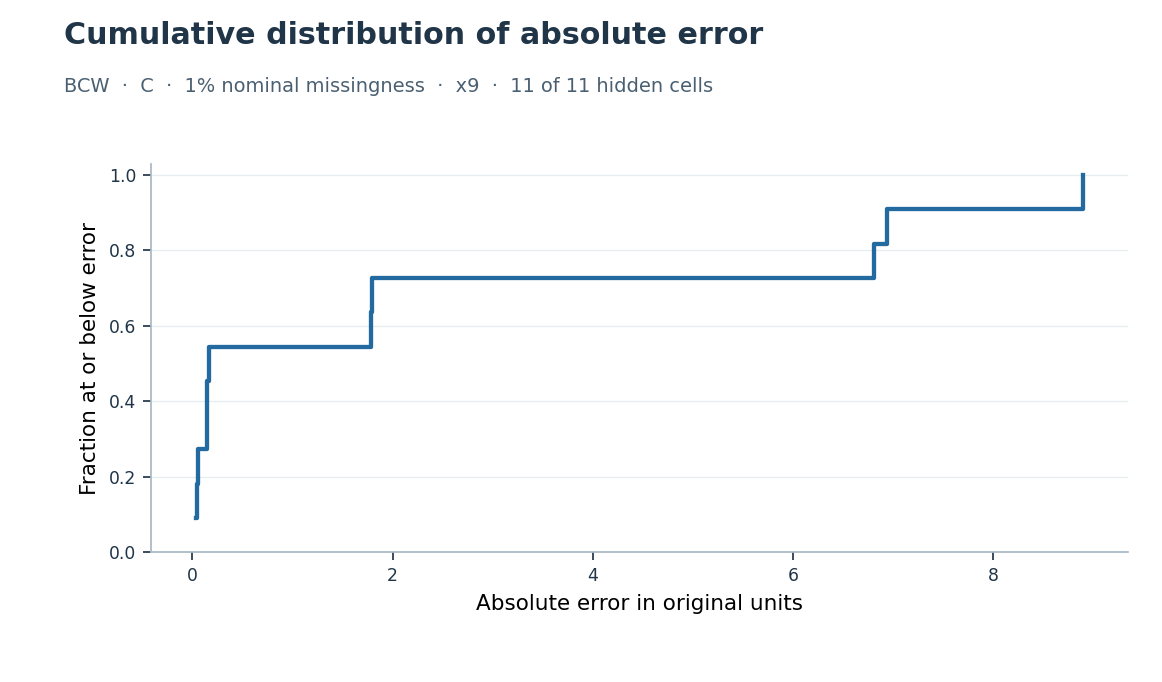 Cumulative distribution of absolute error
BCW · C · 1% nominal missingness · x9 · 11 of 11 hidden cells
Fraction at or below error
1.0
0.8
0.6
0.4
0.2
0.0
0 2 4 6 8
Absolute error in original units